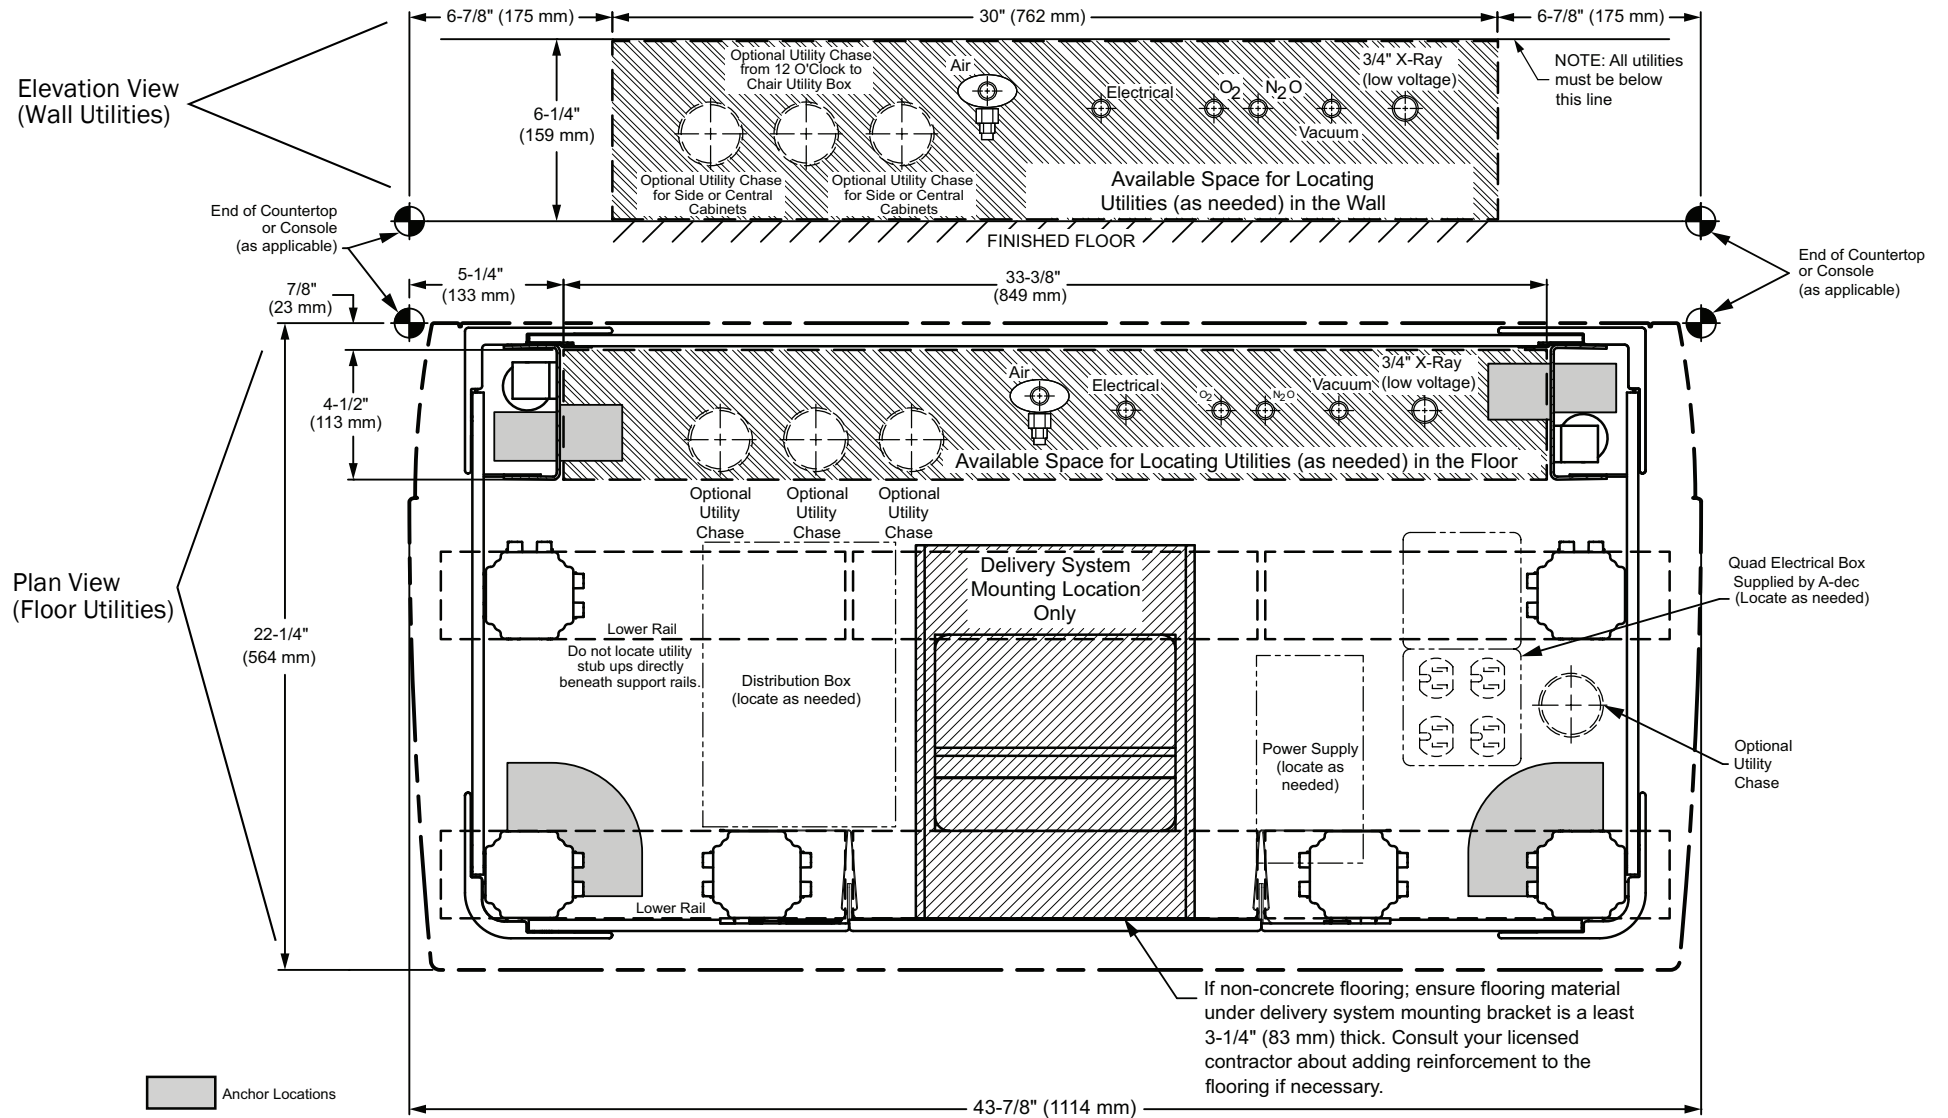 6-7/8" (175 mm)
30" (762 mm)
6-7/8" (175 mm)
Elevation View
(Wall Utilities)
6-1/4"
(159 mm)
Optional Utility Chase
from 12 O'Clock to
Chair Utility Box
Air
Electrical
O2
N2O
Vacuum
3/4" X-Ray
(low voltage)
NOTE: All utilities
must be below
this line
Optional Utility Chase
for Side or Central
Cabinets
Optional Utility Chase
for Side or Central
Cabinets
Available Space for Locating
Utilities (as needed) in the Wall
FINISHED FLOOR
End of Countertop
or Console
(as applicable)
End of Countertop
or Console
(as applicable)
7/8"
(23 mm)
5-1/4"
(133 mm)
33-3/8"
(849 mm)
4-1/2"
(113 mm)
Air
Electrical
O2
N2O
Vacuum
3/4" X-Ray
(low voltage)
Available Space for Locating Utilities (as needed) in the Floor
Optional
Utility
Chase
Optional
Utility
Chase
Optional
Utility
Chase
Plan View
(Floor Utilities)
22-1/4"
(564 mm)
Delivery System
Mounting Location
Only
Quad Electrical Box
Supplied by A-dec
(Locate as needed)
Lower Rail
Do not locate utility
stub ups directly
beneath support rails.
Distribution Box
(locate as needed)
Power Supply
(locate as
needed)
Optional
Utility
Chase
Lower Rail
If non-concrete flooring; ensure flooring material
under delivery system mounting bracket is a least
3-1/4" (83 mm) thick. Consult your licensed
contractor about adding reinforcement to the
flooring if necessary.
Anchor Locations
43-7/8" (1114 mm)